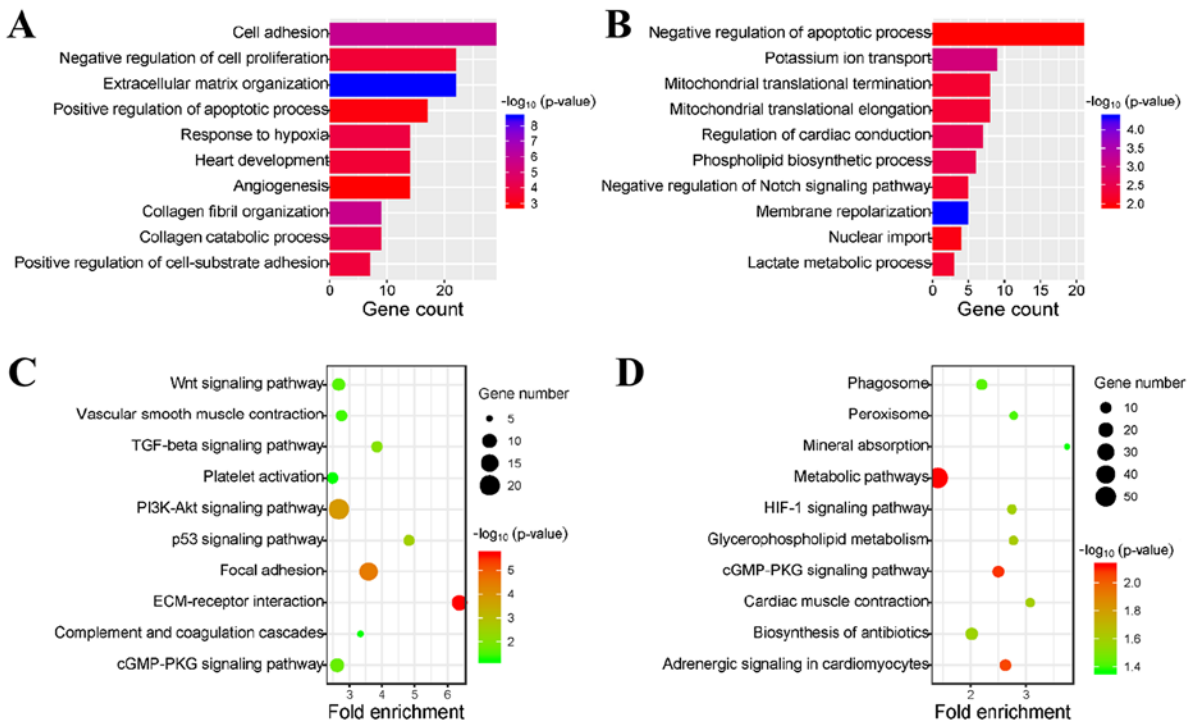 A
Cell adhesion
Negative regulation of cell proliferation
Extracellular matrix organization
Positive regulation of apoptotic process
Response to hypoxia
Heart development
Angiogenesis
Collagen fibril organization
Collagen catabolic process
Positive regulation of cell-substrate adhesion
0 10 20
Gene count
-log10 (p-value)
8
7
6
5
4
3
B
Negative regulation of apoptotic process
Potassium ion transport
Mitochondrial translational termination
Mitochondrial translational elongation
Regulation of cardiac conduction
Phospholipid biosynthetic process
Negative regulation of Notch signaling pathway
Membrane repolarization
Nuclear import
Lactate metabolic process
0 5 10 15 20
Gene count
-log10 (p-value)
4.0
3.5
3.0
2.5
2.0
C
Wnt signaling pathway
Vascular smooth muscle contraction
TGF-beta signaling pathway
Platelet activation
PI3K-Akt signaling pathway
p53 signaling pathway
Focal adhesion
ECM-receptor interaction
Complement and coagulation cascades
cGMP-PKG signaling pathway
3 4 5 6
Fold enrichment
Gene number
5
10
15
20
-log10 (p-value)
5
4
3
2
D
Phagosome
Peroxisome
Mineral absorption
Metabolic pathways
HIF-1 signaling pathway
Glycerophospholipid metabolism
cGMP-PKG signaling pathway
Cardiac muscle contraction
Biosynthesis of antibiotics
Adrenergic signaling in cardiomyocytes
2 3
Fold enrichment
Gene number
10
20
30
40
50
-log10 (p-value)
2.0
1.8
1.6
1.4